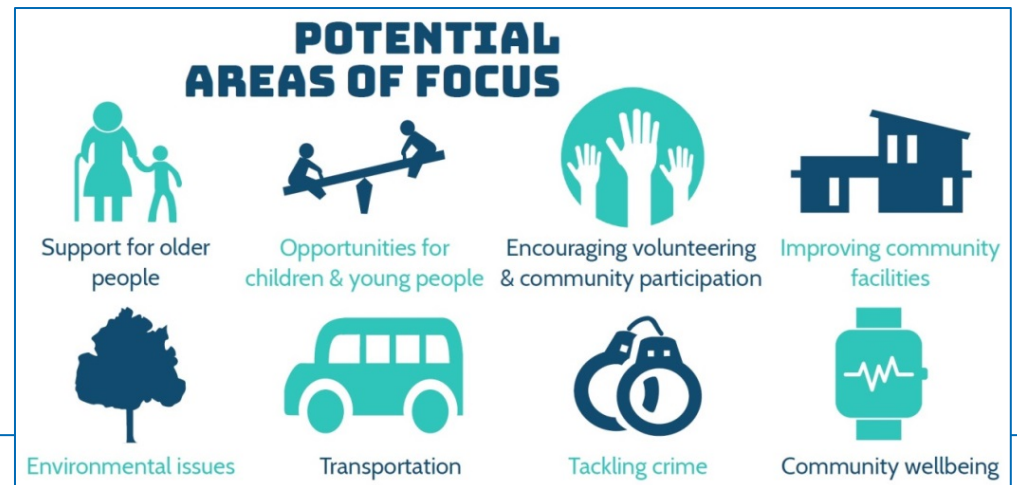 POTENTIAL
AREAS OF FOCUS
Support for older
people
Opportunities for
children & young people
Encouraging volunteering
& community participation
Improving community
facilities
Environmental issues
Transportation
Tackling crime
Community wellbeing